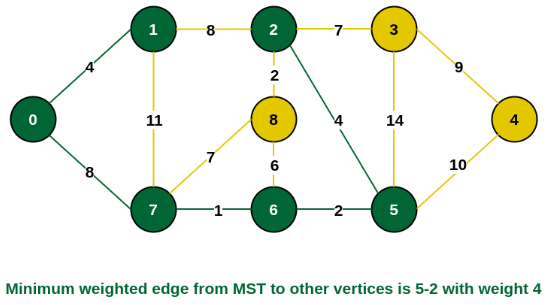 1 8 2 7 3
4 2 9
0 11 8 4 14 4
8 7 6 10
7 1 6 2 5
Minimum weighted edge from MST to other vertices is 5-2 with weight 4